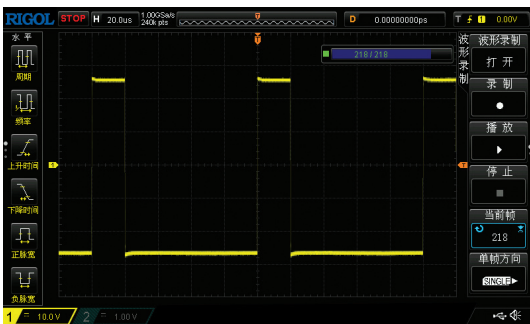 RIGOL STOP H 20.0us 1.00GSa/s 240k pts D 0.00000000ps T 1 0.00V
水平
周期
频率
上升时间
下降时间
正脉宽
负脉宽
218/218
波形录制
波形录制
打开
录制
播放
停止
当前帧
218
单帧方向
SINGLE
1 = 10.0 V 2 = 1.00 V